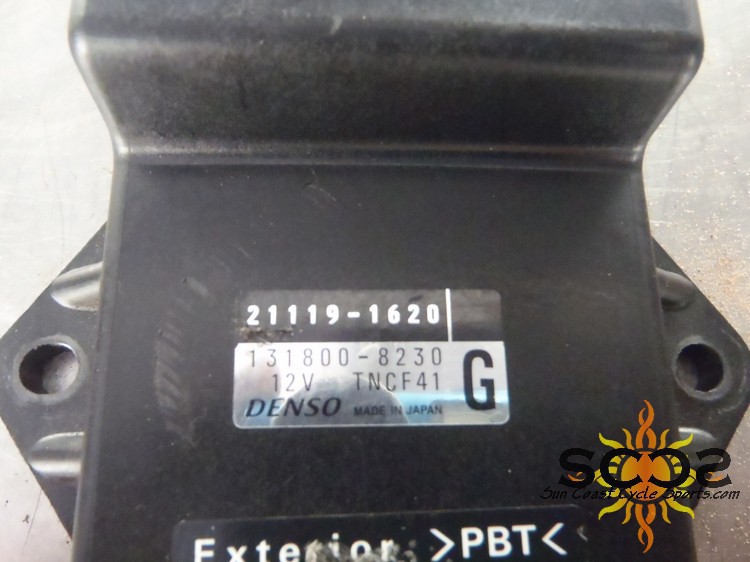 21119-1620
131800-8230
12V TNCF41
G
DENSO MADE IN JAPAN
Exterior >PBT<
SCCS
Sun Coast Cycle Sports.com